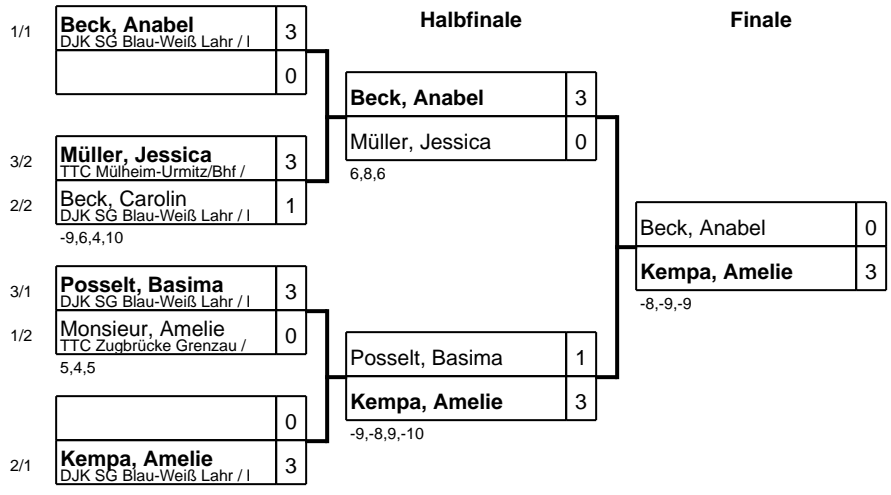 Halbfinale
Finale
1/1 Beck, Anabel 3
DJK SG Blau-Weiß Lahr / I
0
3/2 Müller, Jessica 3
TTC Mülheim-Urmitz/Bhf /
2/2 Beck, Carolin 1
DJK SG Blau-Weiß Lahr / I
-9,6,4,10
3/1 Posselt, Basima 3
DJK SG Blau-Weiß Lahr / I
1/2 Monsieur, Amelie 0
TTC Zugbrücke Grenzau /
5,4,5
0
2/1 Kempa, Amelie 3
DJK SG Blau-Weiß Lahr / I
Beck, Anabel 3
Müller, Jessica 0
6,8,6
Posselt, Basima 1
Kempa, Amelie 3
-9,-8,9,-10
Beck, Anabel 0
Kempa, Amelie 3
-8,-9,-9